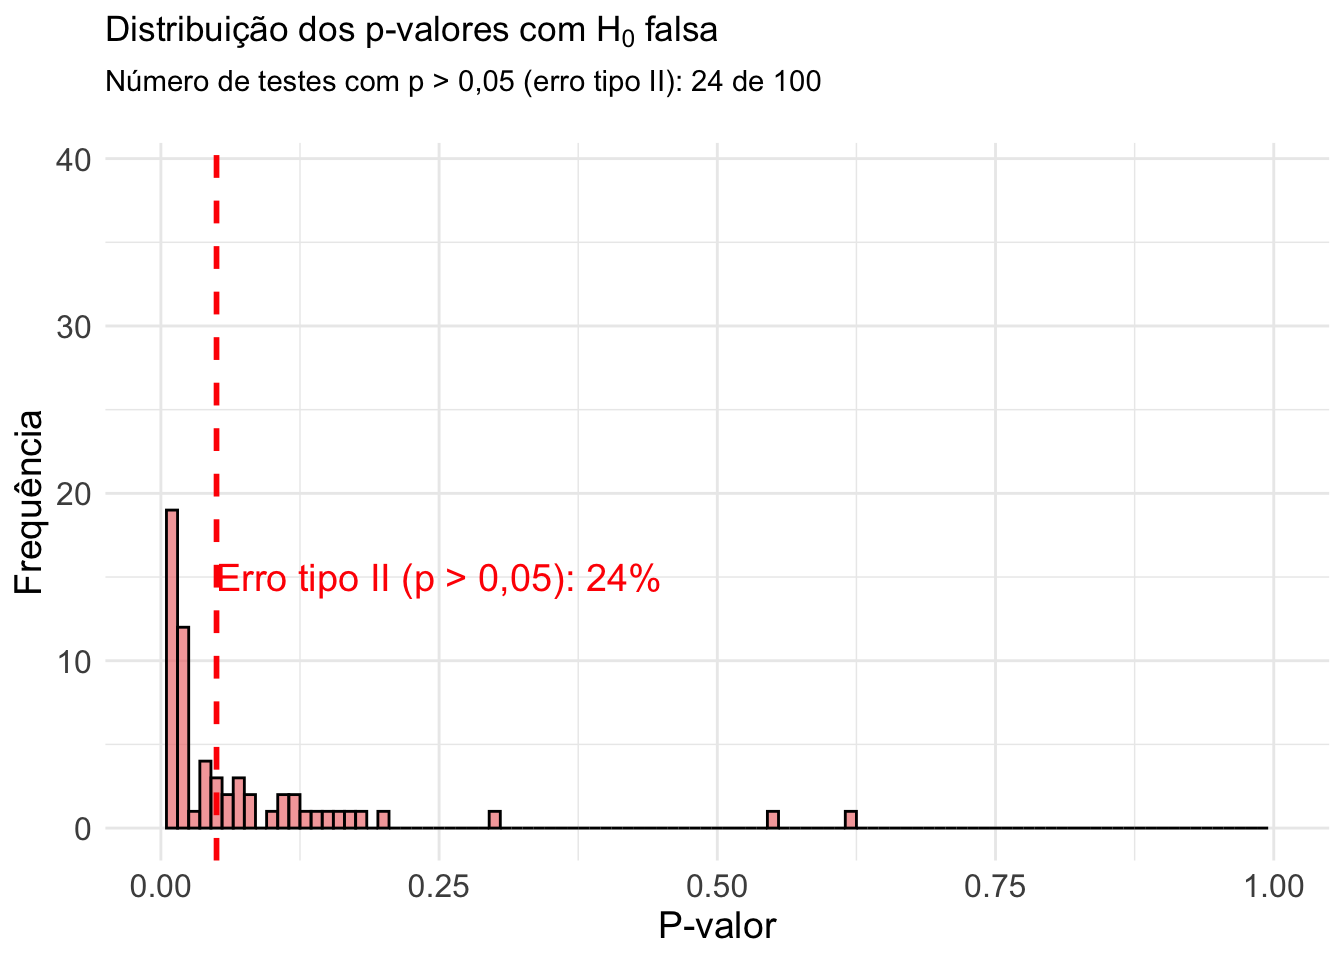 Distribuição dos p-valores com H₀ falsa
Número de testes com p > 0,05 (erro tipo II): 24 de 100
40
30
20
10
0
Frequência
Erro tipo II (p > 0,05): 24%
0.00
0.25
0.50
0.75
1.00
P-valor